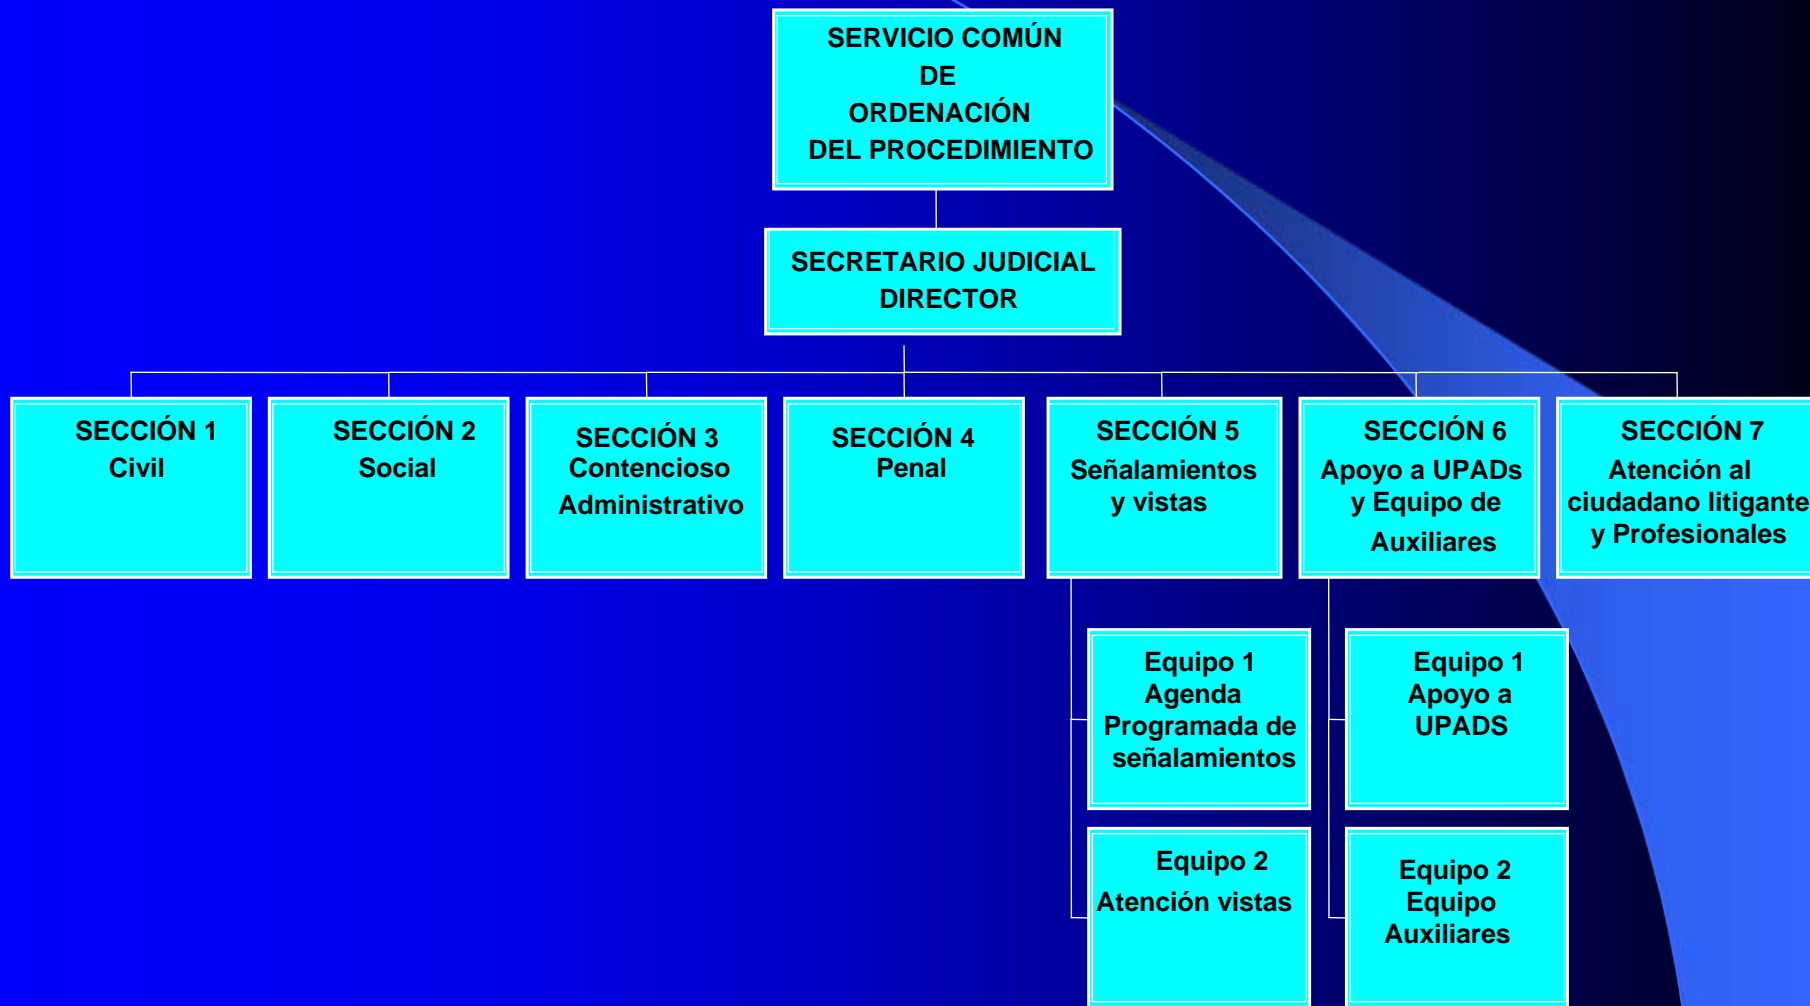 SERVICIO COMÚN
DE
ORDENACIÓN
DEL PROCEDIMIENTO
SECRETARIO JUDICIAL
DIRECTOR
SECCIÓN 1
Civil
SECCIÓN 2
Social
SECCIÓN 3
Contencioso
Administrativo
SECCIÓN 4
Penal
SECCIÓN 5
Señalamientos
y vistas
SECCIÓN 6
Apoyo a UPADs
y Equipo de
Auxiliares
SECCIÓN 7
Atención al
ciudadano litigante
y Profesionales
Equipo 1
Agenda
Programada de
señalamientos
Equipo 2
Atención vistas
Equipo 1
Apoyo a
UPADS
Equipo 2
Equipo
Auxiliares